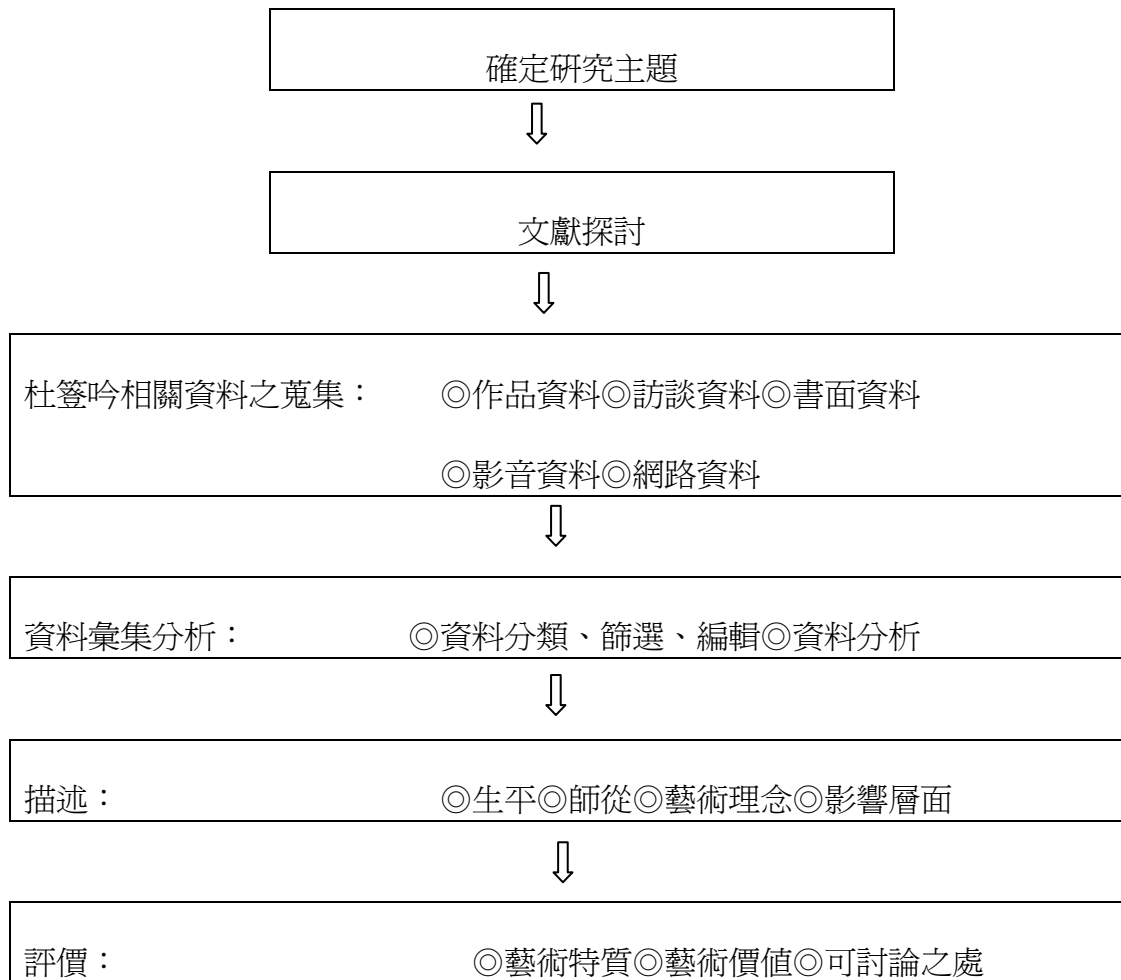 確定研究主題
文獻探討
杜簦吟相關資料之蒐集： ◎作品資料◎訪談資料◎書面資料
◎影音資料◎網路資料
資料彙集分析： ◎資料分類、篩選、編輯◎資料分析
描述： ◎生平◎師從◎藝術理念◎影響層面
評價： ◎藝術特質◎藝術價值◎可討論之處